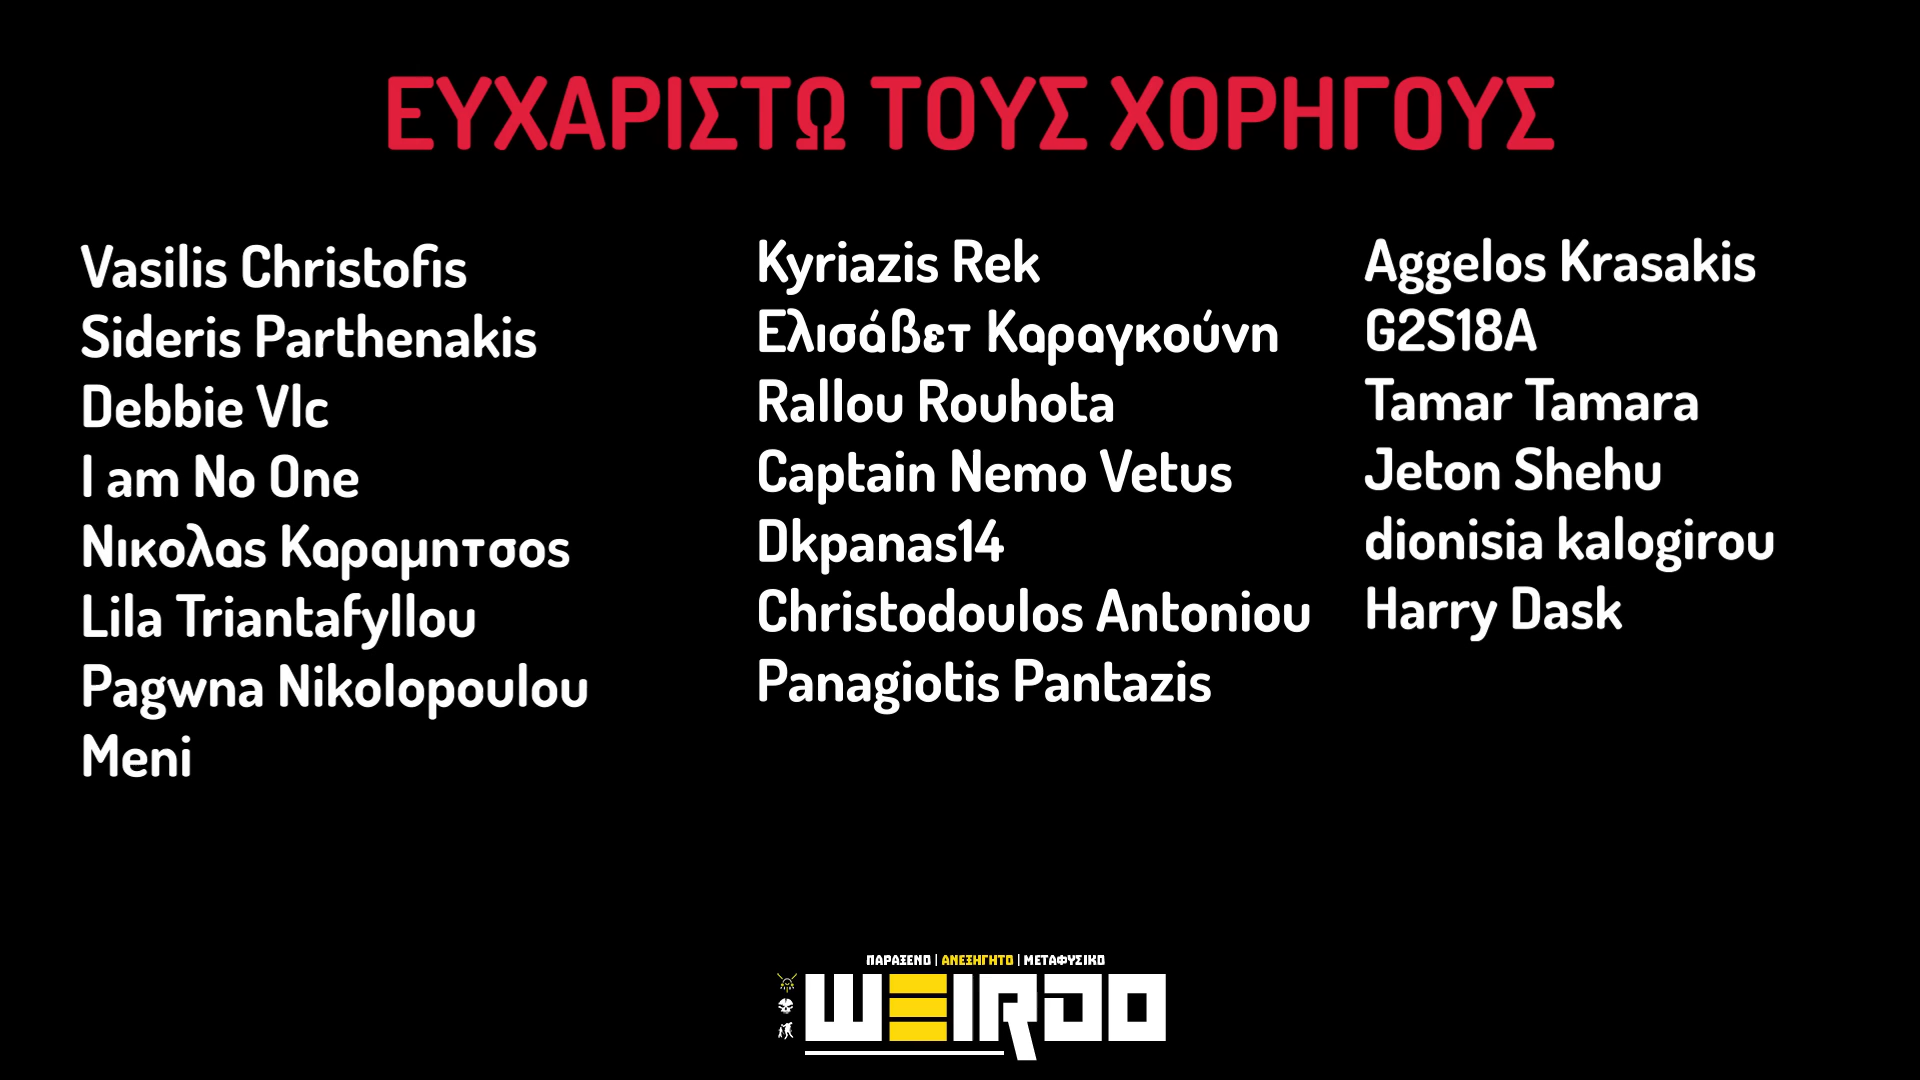 ΕΥΧΑΡΙΣΤΩ ΤΟΥΣ ΧΟΡΗΓΟΥΣ
Vasilis Christofis
Sideris Parthenakis
Debbie Vlc
I am No One
Νικολας Καραμητσος
Lila Triantafyllou
Pagwna Nikolopoulou
Meni
Kyriazis Rek
Ελισάβετ Καραγκούνη
Rallou Rouhota
Captain Nemo Vetus
Dkpanas14
Christodoulos Antoniou
Panagiotis Pantazis
Aggelos Krasakis
G2S18A
Tamar Tamara
Jeton Shehu
dionisia kalogirou
Harry Dask
ΠΑΡΑΞΕΝΟ | ΑΝΕΞΗΓΗΤΟ | ΜΕΤΑΦΥΣΙΚΟ
WEIRDO